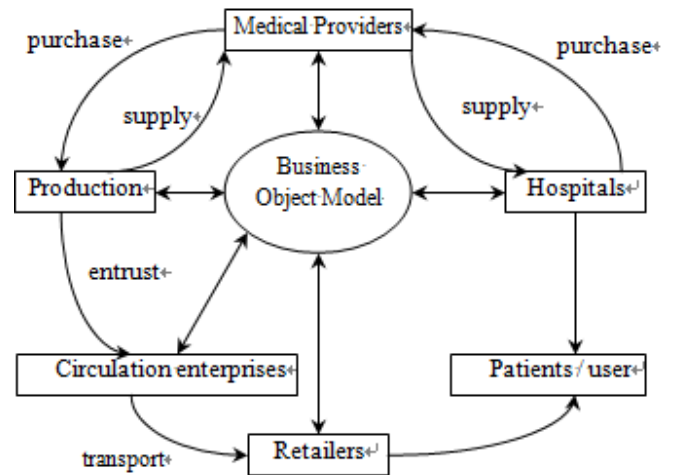 Medical Providers
purchase
purchase
supply
supply
Business
Object Model
Production
Hospitals
entrust
Circulation enterprises
Patients / user
transport
Retailers